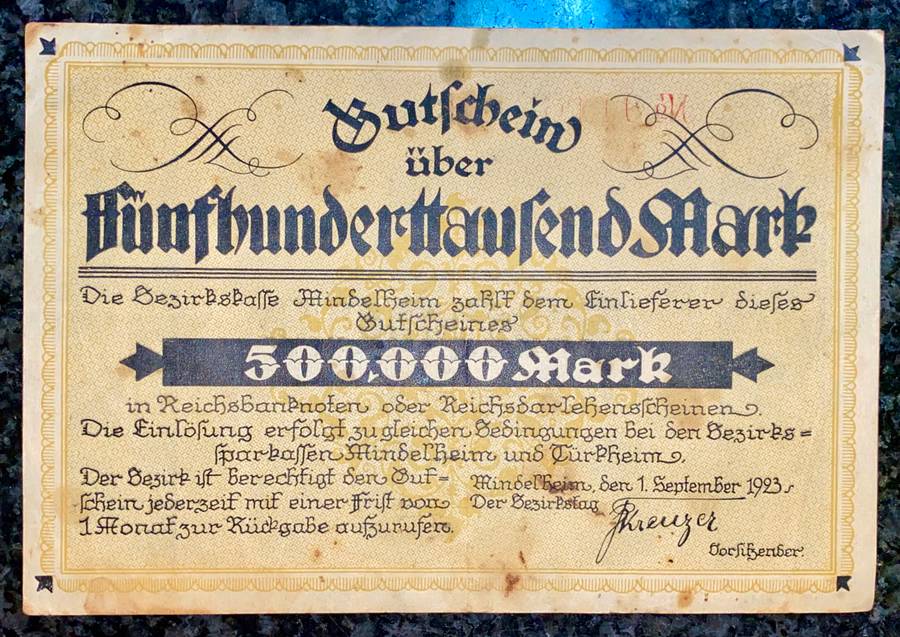 Gutschein
über
Fünfhunderttausend Mark
Die Bezirkskasse Mindelheim zahlt dem Einlieferer dieses
Gutscheines
500,000 Mark
in Reichsbanknoten oder Reichsdarlehensscheinen.
Die Einlösung erfolgt zu gleichen Bedingungen bei den Bezirks=
sparkassen Mindelheim und Türkheim.
Der Bezirk ist berechtigt den Gut=
schein jederzeit mit einer Frist von
1 Monat zur Rückgabe aufzurufen.
Mindelheim, den 1. September 1923.
Der Bezirkstag
Kreuzer
Vorsitzender.